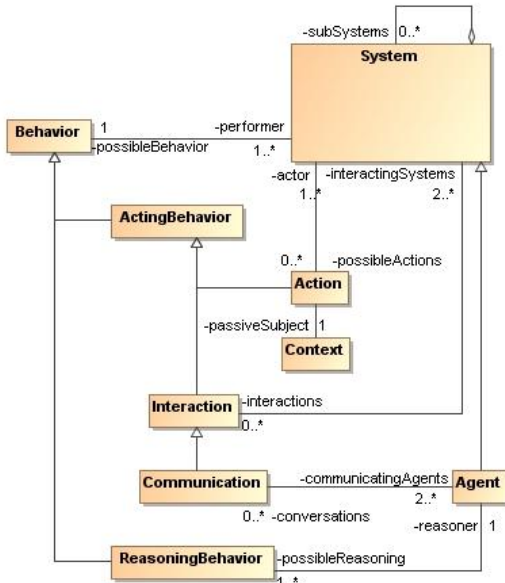 -subSystems 0..*
System
Behavior
1
-performer
-possibleBehavior
1..*
-actor
-interactingSystems
1..*
2..*
ActingBehavior
0..*
-possibleActions
Action
-passiveSubject
1
Context
Interaction
-interactions
0..*
Communication
-communicatingAgents
Agent
2..*
0..*
-conversations
-reasoner
1
ReasoningBehavior
-possibleReasoning
1..*